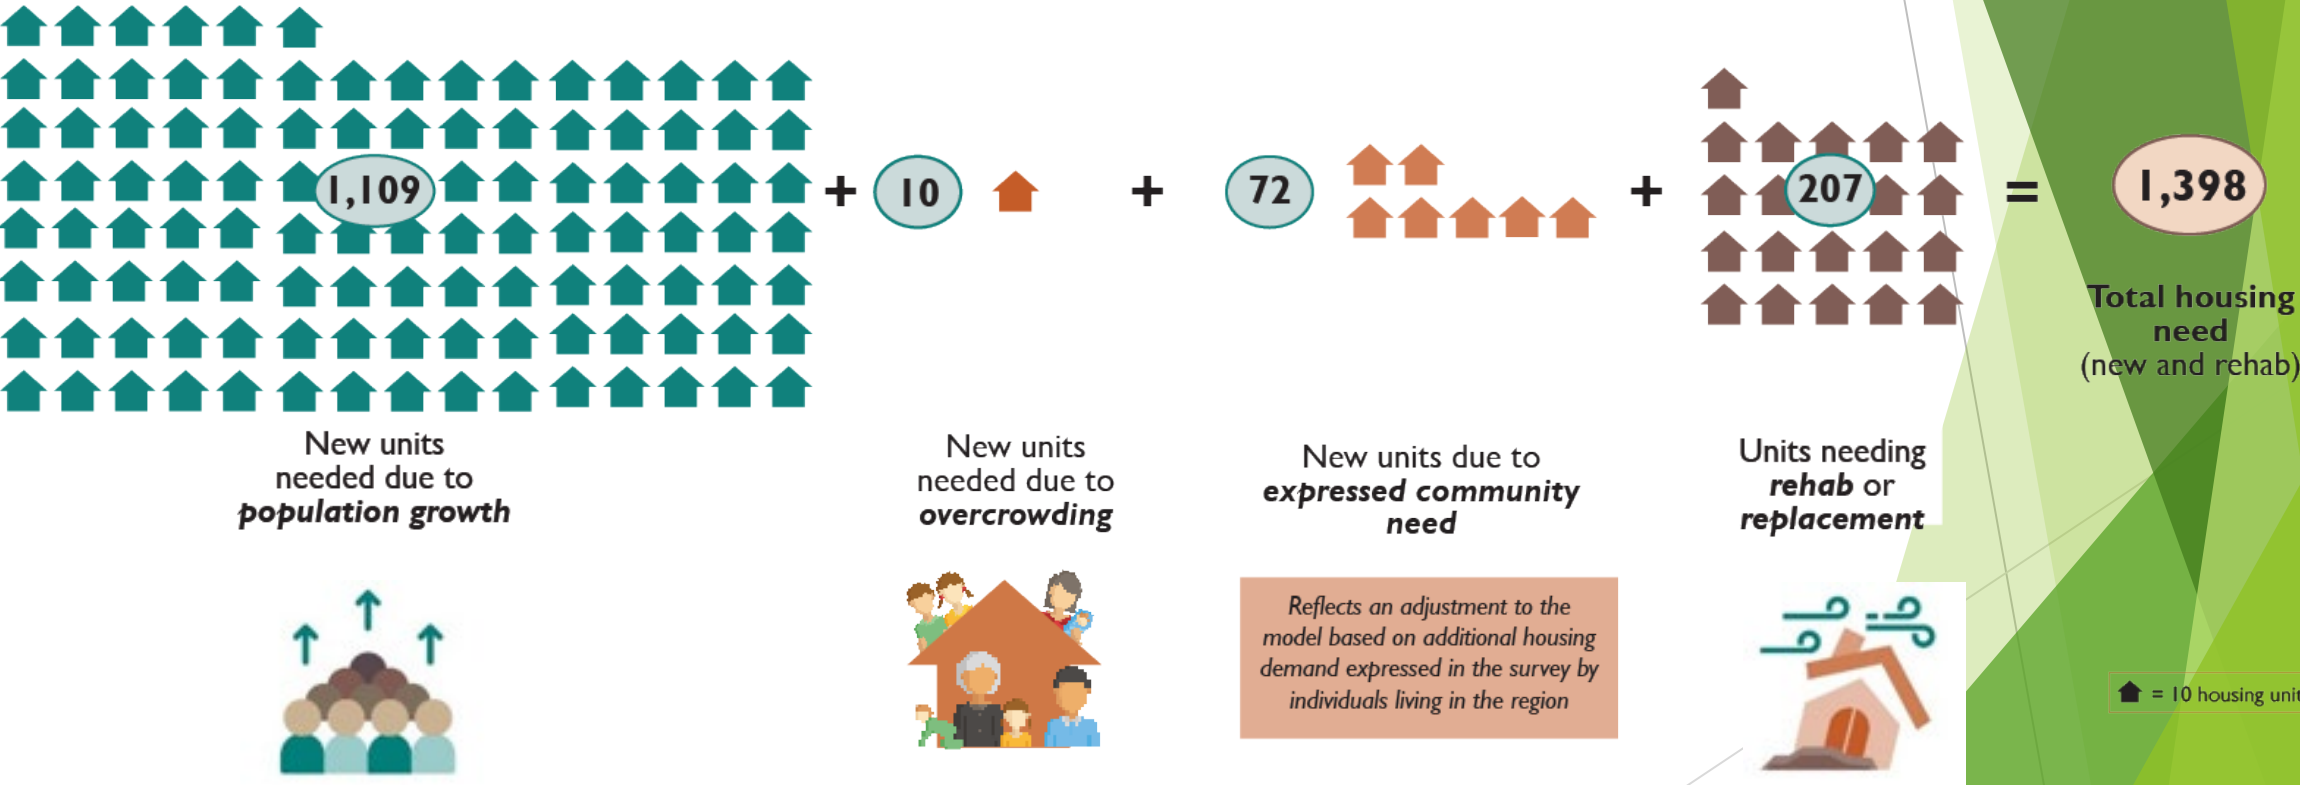 1,109
+
10
+
72
+
207
=
1,398
New units
needed due to
population growth
New units
needed due to
overcrowding
New units due to
expressed community
need
Reflects an adjustment to the
model based on additional housing
demand expressed in the survey by
individuals living in the region
Units needing
rehab or
replacement
Total housing
need
(new and rehab)
= 10 housing unit